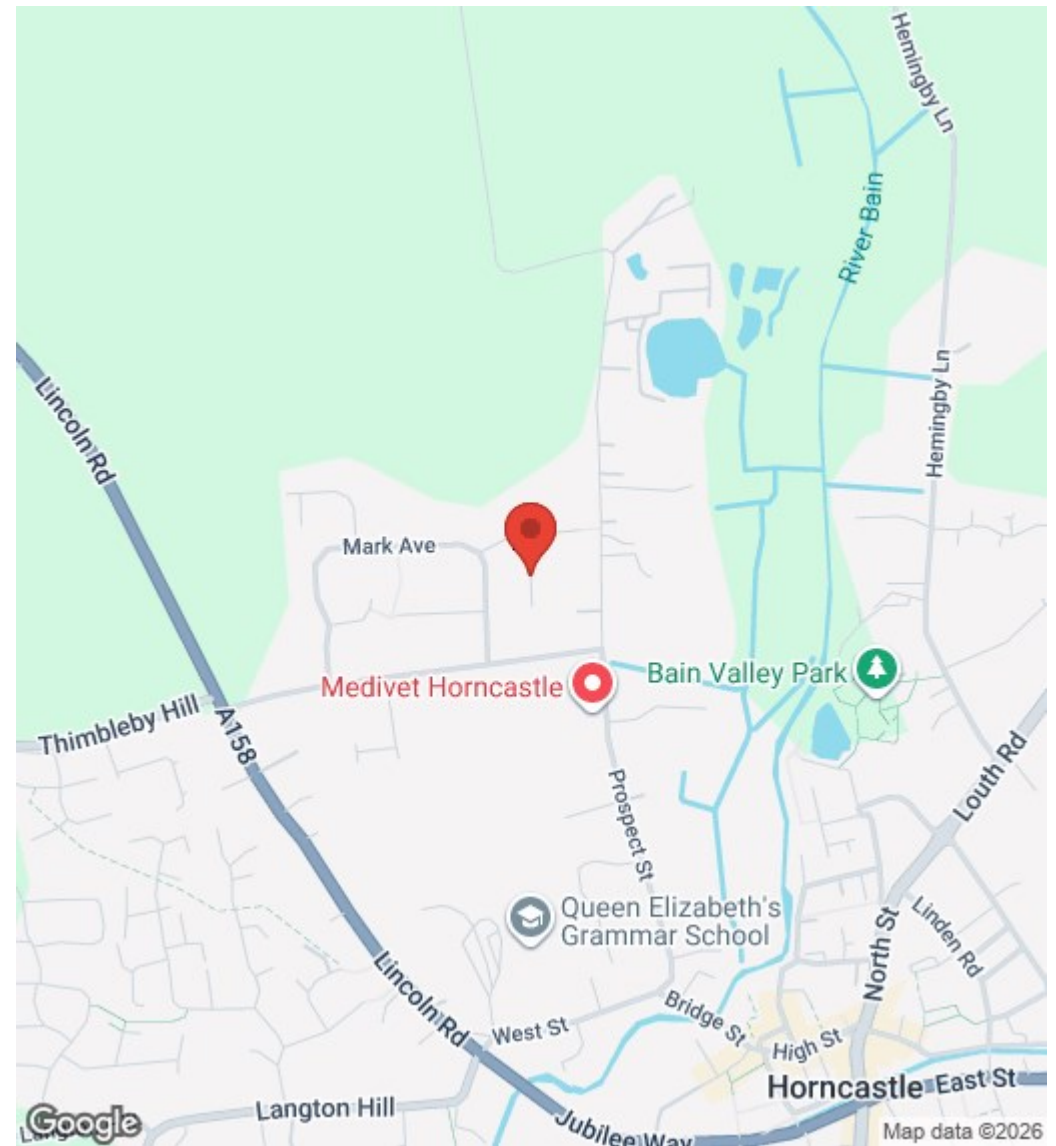 Hemingby Ln
River Bain
Lincoln Rd
Hemingby Ln
Mark Ave
Medivet Horncastle
Bain Valley Park
Thimbleby Hill
A158
Louth Rd
Prospect St
Queen Elizabeth's
Grammar School
North St
Linden Rd
Lincoln Rd
West St
Bridge St
High St
Horncastle
East St
Langton Hill
Jubilee Way
Google
Map data ©2026